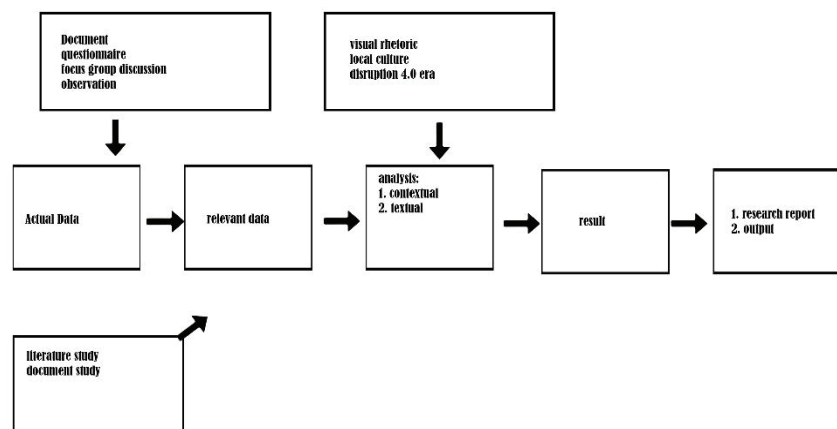 Document
questionnaire
focus group discussion
observation
visual rhetoric
local culture
disruption 4.0 era
Actual Data
relevant data
analysis:
1. contextual
2. textual
result
1. research report
2. output
literature study
document study